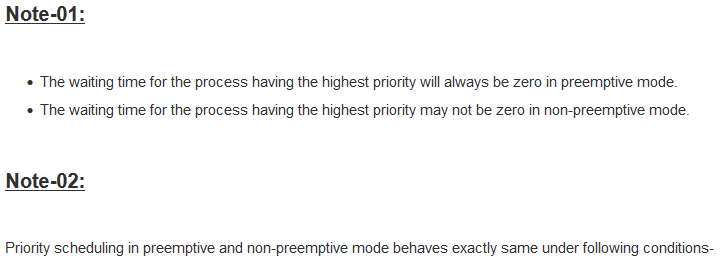 Note-01:
• The waiting time for the process having the highest priority will always be zero in preemptive mode.
• The waiting time for the process having the highest priority may not be zero in non-preemptive mode.
Note-02:
Priority scheduling in preemptive and non-preemptive mode behaves exactly same under following conditions-